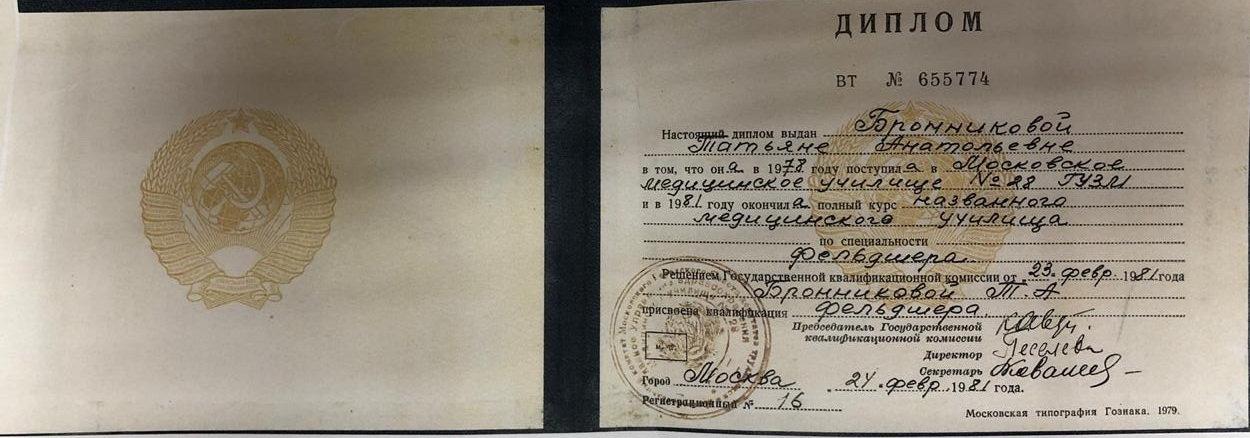 ДИПЛОМ
ВТ № 655774
Настоящий диплом выдан Бронниковой
Татьяне Анатольевне
в том, что она в 1978 году поступила в Московское
медицинское училище № 28 ГУЗМ
и в 1981 году окончила полный курс названного
медицинского училища
по специальности
фельдшера
Решением Государственной квалификационной комиссии от 23 февр. 1981 года
Бронниковой Т. А
присвоена квалификация фельдшера
Председатель Государственной
квалификационной комиссии
Директор
Секретарь
Город Москва 24 февр. 1981 года.
Регистрационный № 16
Московская типография Гознака. 1979.